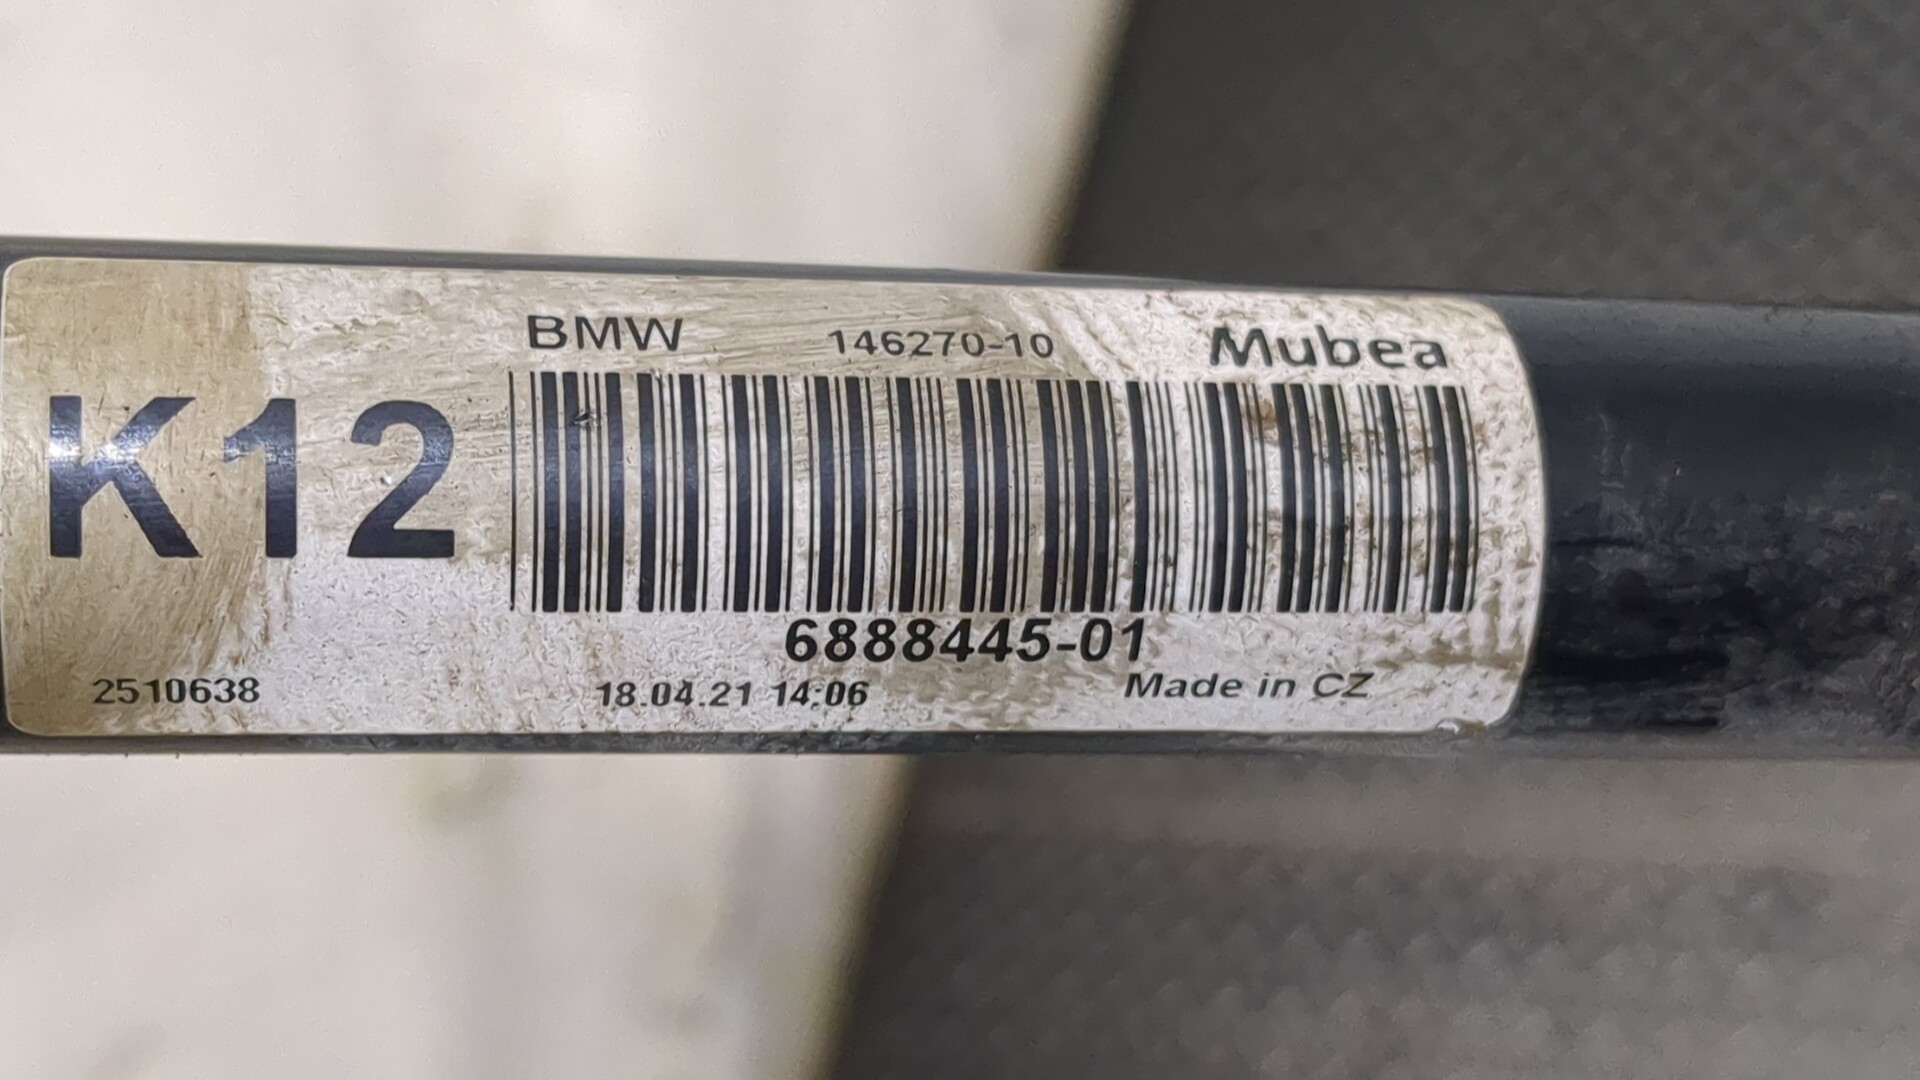 BMW 146270-10 Mubea
K12
6888445-01
2510638 18.04.21 14:06 Made in CZ